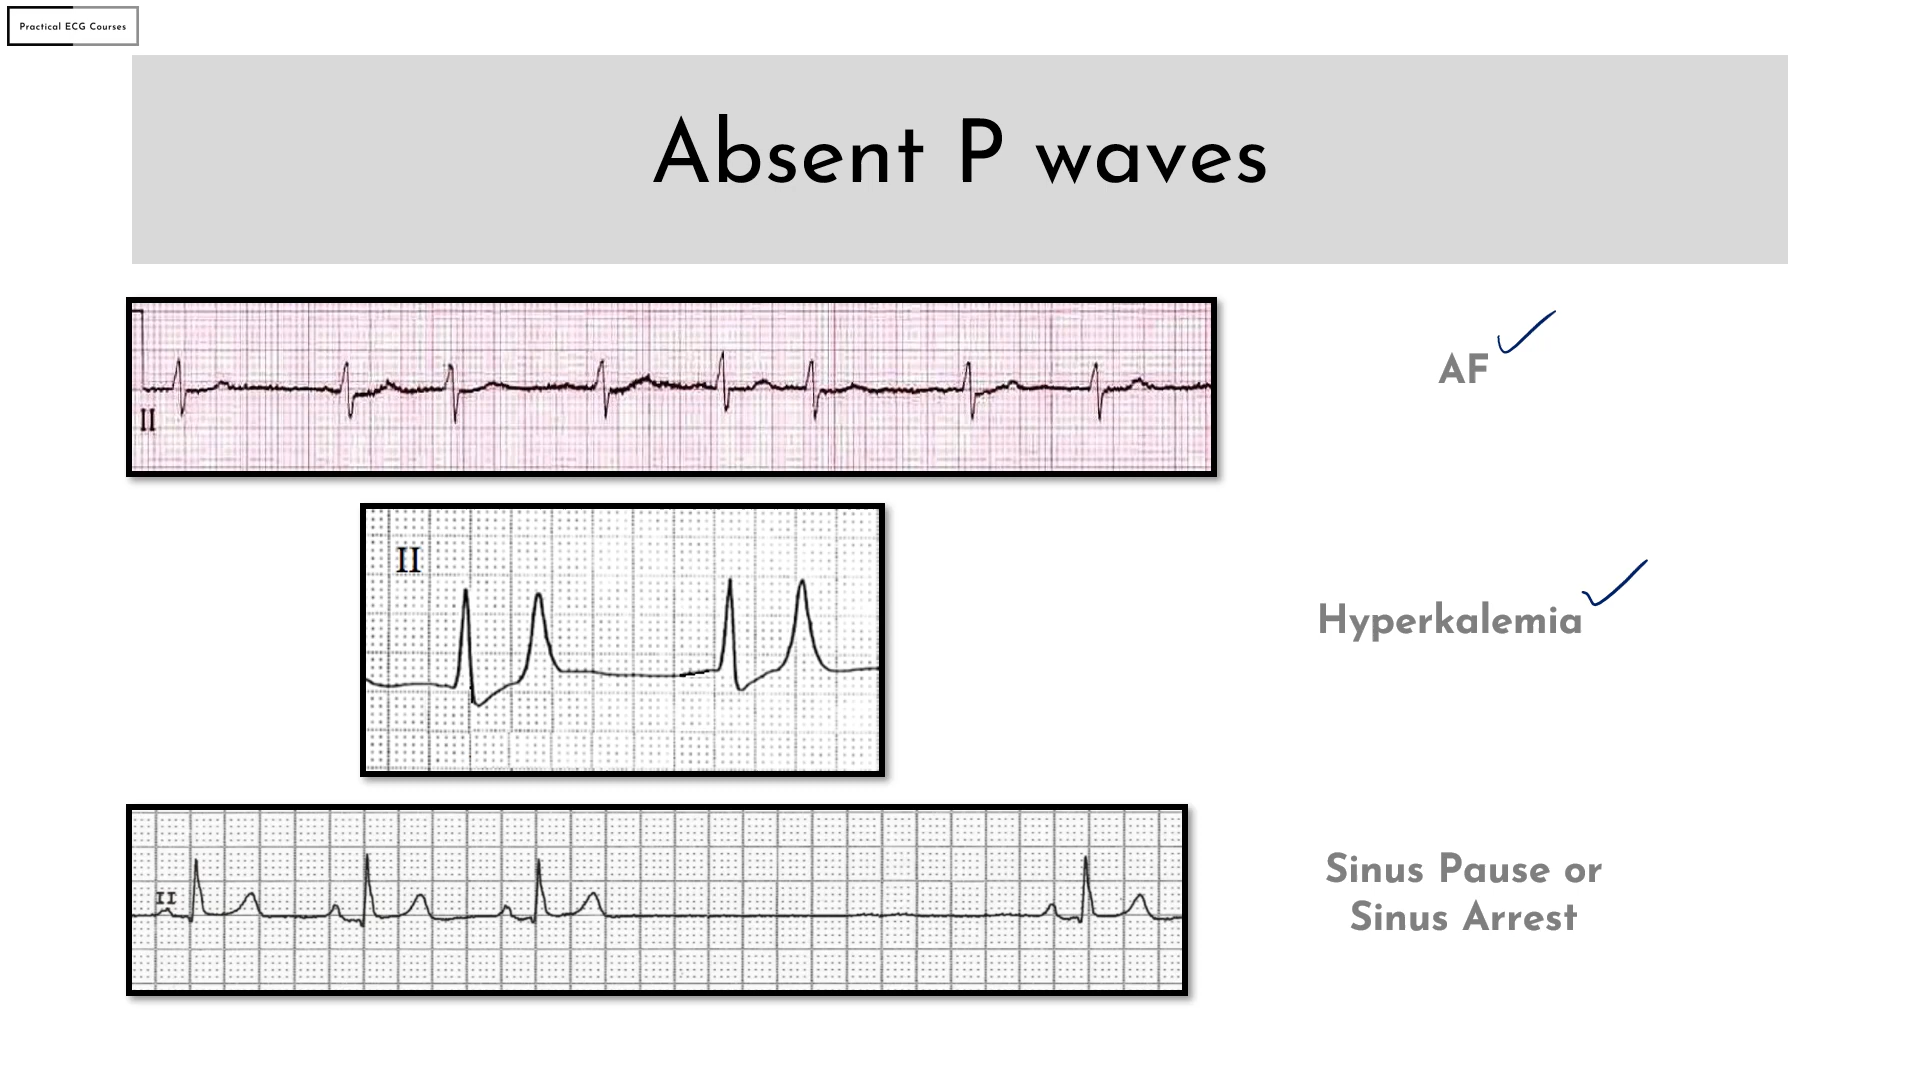 Practical ECG Courses
Absent P waves
II
AF
II
Hyperkalemia
II
Sinus Pause or
Sinus Arrest